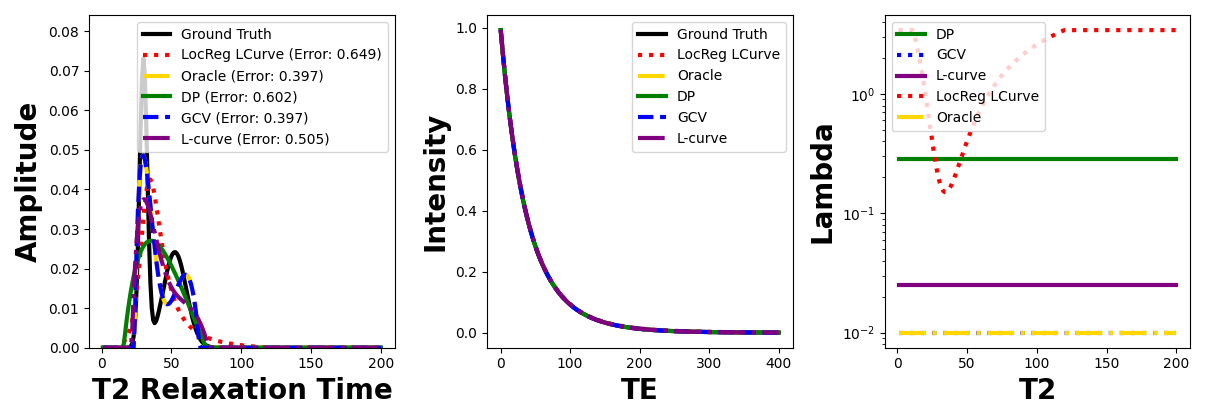 Amplitude
0.08
0.07
0.06
0.05
0.04
0.03
0.02
0.01
0.00
Ground Truth
LocReg LCurve (Error: 0.649)
Oracle (Error: 0.397)
DP (Error: 0.602)
GCV (Error: 0.397)
L-curve (Error: 0.505)
0 50 100 150 200
T2 Relaxation Time
Intensity
1.0
0.8
0.6
0.4
0.2
0.0
Ground Truth
LocReg LCurve
Oracle
DP
GCV
L-curve
0 100 200 300 400
TE
Lambda
10⁰
10⁻¹
10⁻²
DP
GCV
L-curve
LocReg LCurve
Oracle
0 50 100 150 200
T2